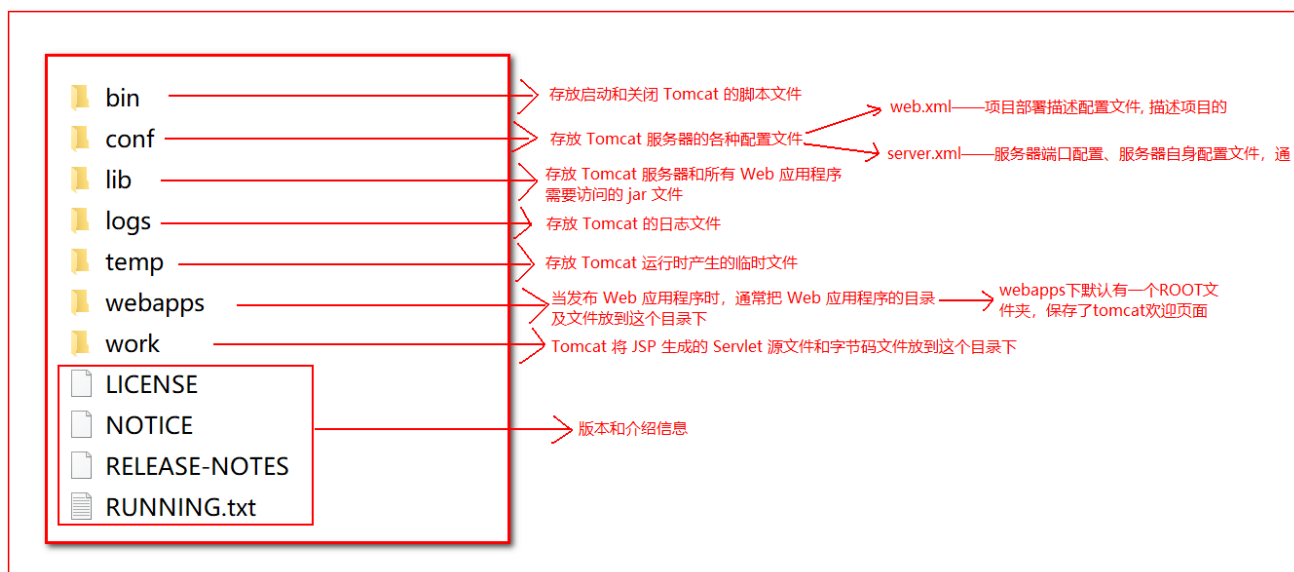 bin
存放启动和关闭 Tomcat 的脚本文件
conf
存放 Tomcat 服务器的各种配置文件
web.xml——项目部署描述配置文件, 描述项目的
server.xml——服务器端口配置、服务器自身配置文件，通
lib
存放 Tomcat 服务器和所有 Web 应用程序
需要访问的 jar 文件
logs
存放 Tomcat 的日志文件
temp
存放 Tomcat 运行时产生的临时文件
webapps
当发布 Web 应用程序时，通常把 Web 应用程序的目录
及文件放到这个目录下
webapps下默认有一个ROOT文
件夹，保存了tomcat欢迎页面
work
Tomcat 将 JSP 生成的 Servlet 源文件和字节码文件放到这个目录下
LICENSE
NOTICE
RELEASE-NOTES
RUNNING.txt
版本和介绍信息